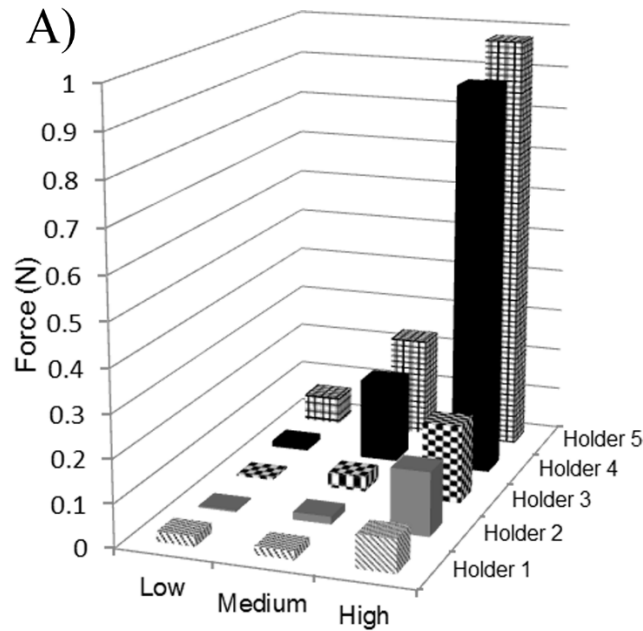 A)
1
0.9
0.8
0.7
0.6
0.5
0.4
0.3
0.2
0.1
0
Force (N)
Low
Medium
High
Holder 5
Holder 4
Holder 3
Holder 2
Holder 1